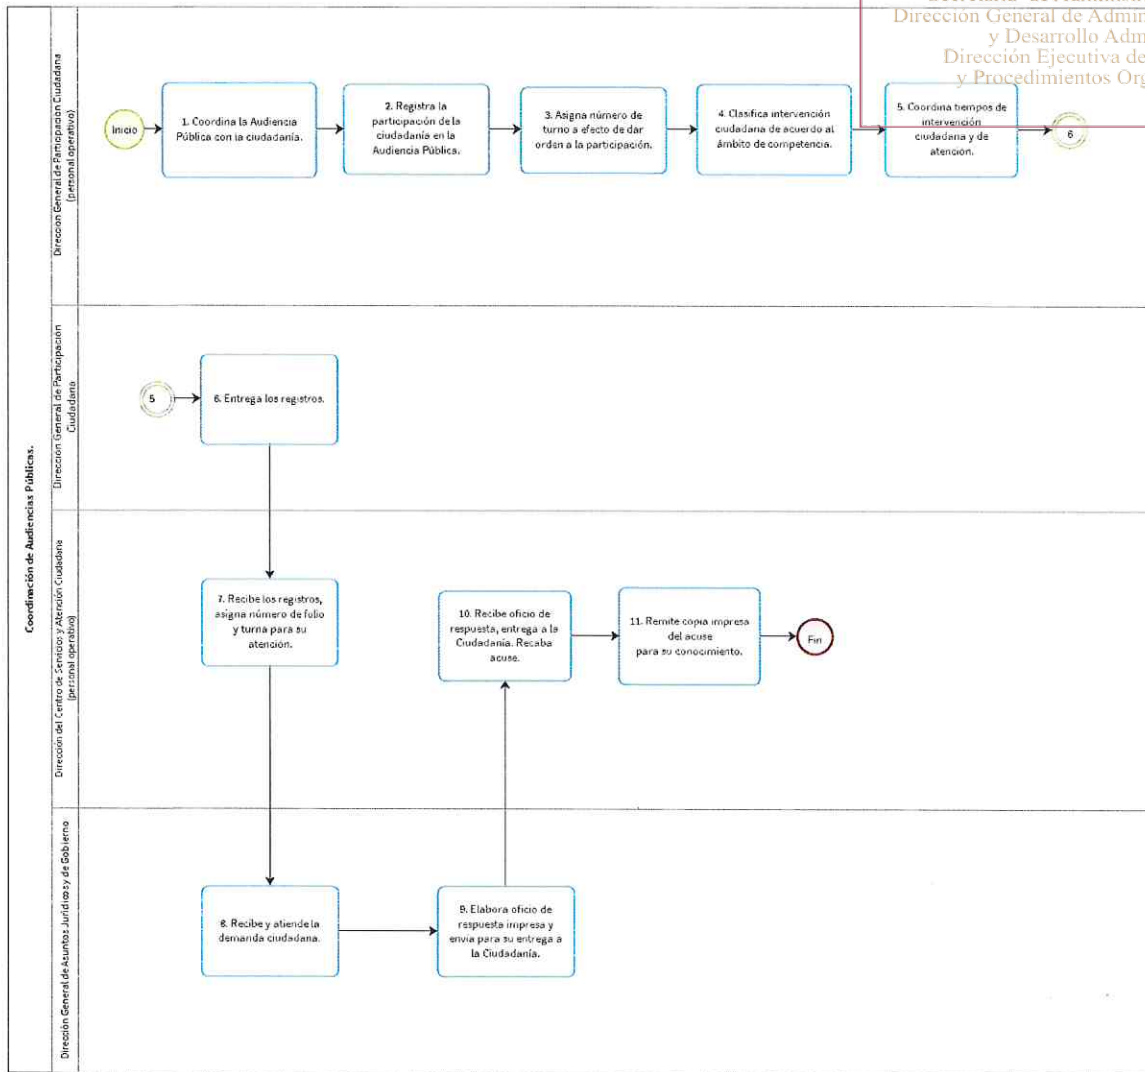 Dirección General de Admin
y Desarrollo Adm
Dirección Ejecutiva de
y Procedimientos Org
Coordinación de Audiencias Públicas.
Dirección General de Participación Ciudadana
(personal operativo)
Inicio
1. Coordina la Audiencia
Pública con la ciudadanía.
2. Registra la
participación de la
ciudadanía en la
Audiencia Pública.
3. Asigna número de
turno a efecto de dar
orden a la participación.
4. Clasifica intervención
ciudadana de acuerdo al
ámbito de competencia.
5. Coordina tiempos de
intervención
ciudadana y de
atención.
6
Dirección General de Participación
Ciudadana
5
6. Entrega los registros.
Dirección del Centro de Servicios y Atención Ciudadana
(personal operativo)
7. Recibe los registros,
asigna número de folio
y turna para su
atención.
10. Recibe oficio de
respuesta, entrega a la
Ciudadanía. Recaba
acuse.
11. Remite copia impresa
del acuse
para su conocimiento.
Fin
Dirección General de Asuntos Jurídicos y de Gobierno
8. Recibe y atiende la
demanda ciudadana.
9. Elabora oficio de
respuesta impresa y
envía para su entrega a
la Ciudadanía.